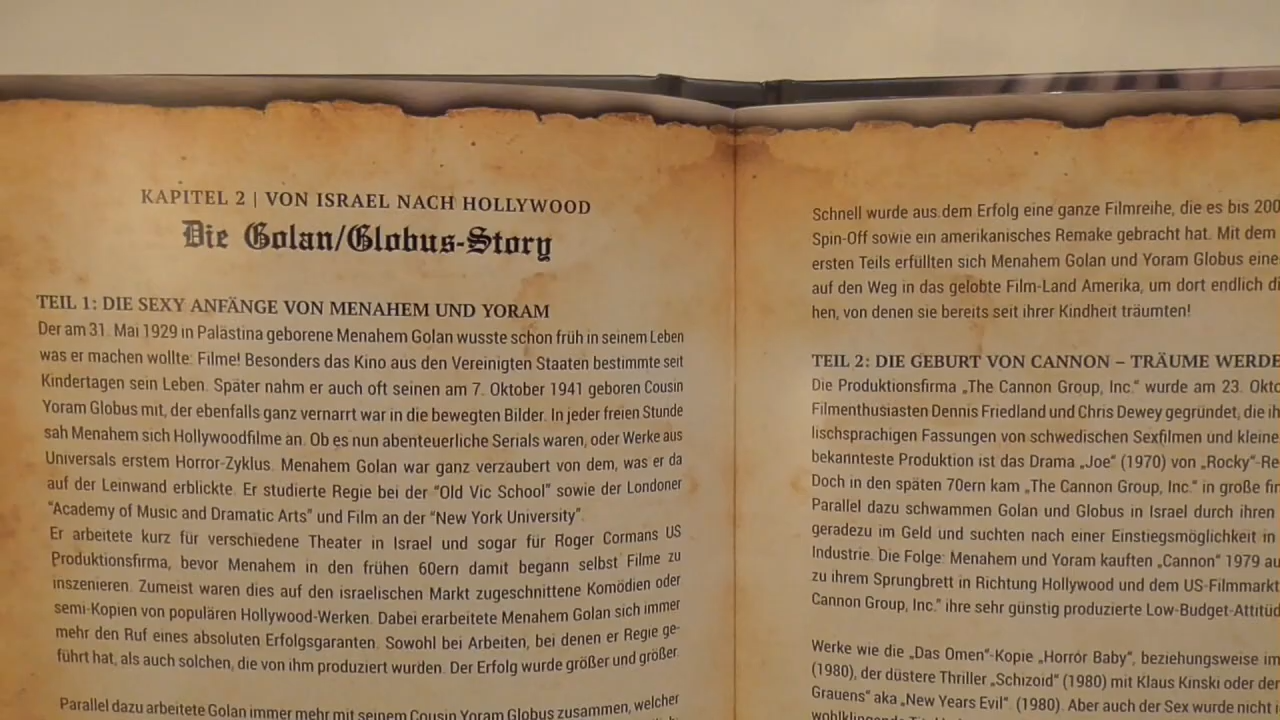 KAPITEL 2 | VON ISRAEL NACH HOLLYWOOD
Die Golan/Globus-Story
TEIL 1: DIE SEXY ANFÄNGE VON MENAHEM UND YORAM
Der am 31. Mai 1929 in Palästina geborene Menahem Golan wusste schon früh in seinem Leben
was er machen wollte: Filme! Besonders das Kino aus den Vereinigten Staaten bestimmte seit
Kindertagen sein Leben. Später nahm er auch oft seinen am 7. Oktober 1941 geboren Cousin
Yoram Globus mit, der ebenfalls ganz vernarrt war in die bewegten Bilder. In jeder freien Stunde
sah Menahem sich Hollywoodfilme an. Ob es nun abenteuerliche Serials waren, oder Werke aus
Universals erstem Horror-Zyklus. Menahem Golan war ganz verzaubert von dem, was er da
auf der Leinwand erblickte. Er studierte Regie bei der "Old Vic School" sowie der Londoner
"Academy of Music and Dramatic Arts" und Film an der "New York University".
Er arbeitete kurz für verschiedene Theater in Israel und sogar für Roger Cormans US
Produktionsfirma, bevor Menahem in den frühen 60ern damit begann selbst Filme zu
inszenieren. Zumeist waren dies auf den israelischen Markt zugeschnittene Komödien oder
semi-Kopien von populären Hollywood-Werken. Dabei erarbeitete Menahem Golan sich immer
mehr den Ruf eines absoluten Erfolgsgaranten. Sowohl bei Arbeiten, bei denen er Regie ge-
führt hat, als auch solchen, die von ihm produziert wurden. Der Erfolg wurde größer und größer.
Parallel dazu arbeitete Golan immer mehr mit seinem Cousin Yoram Globus zusammen, welcher
Schnell wurde aus dem Erfolg eine ganze Filmreihe, die es bis 200
Spin-Off sowie ein amerikanisches Remake gebracht hat. Mit dem
ersten Teils erfüllten sich Menahem Golan und Yoram Globus eine
auf den Weg in das gelobte Film-Land Amerika, um dort endlich di
hen, von denen sie bereits seit ihrer Kindheit träumten!
TEIL 2: DIE GEBURT VON CANNON – TRÄUME WERDE
Die Produktionsfirma „The Cannon Group, Inc." wurde am 23. Okto
Filmenthusiasten Dennis Friedland und Chris Dewey gegründet, die ih
lischsprachigen Fassungen von schwedischen Sexfilmen und kleine
bekannteste Produktion ist das Drama „Joe" (1970) von „Rocky"-Re
Doch in den späten 70ern kam „The Cannon Group, Inc." in große fin
Parallel dazu schwammen Golan und Globus in Israel durch ihren
geradezu im Geld und suchten nach einer Einstiegsmöglichkeit in
Industrie. Die Folge: Menahem und Yoram kauften „Cannon" 1979 au
zu ihrem Sprungbrett in Richtung Hollywood und dem US-Filmmarkt
Cannon Group, Inc." ihre sehr günstig produzierte Low-Budget-Attitüd
Werke wie die „Das Omen"-Kopie „Horror Baby", beziehungsweise im
(1980), der düstere Thriller „Schizoid" (1980) mit Klaus Kinski oder der
Grauens" aka „New Years Evil". (1980). Aber auch der Sex wurde nicht i